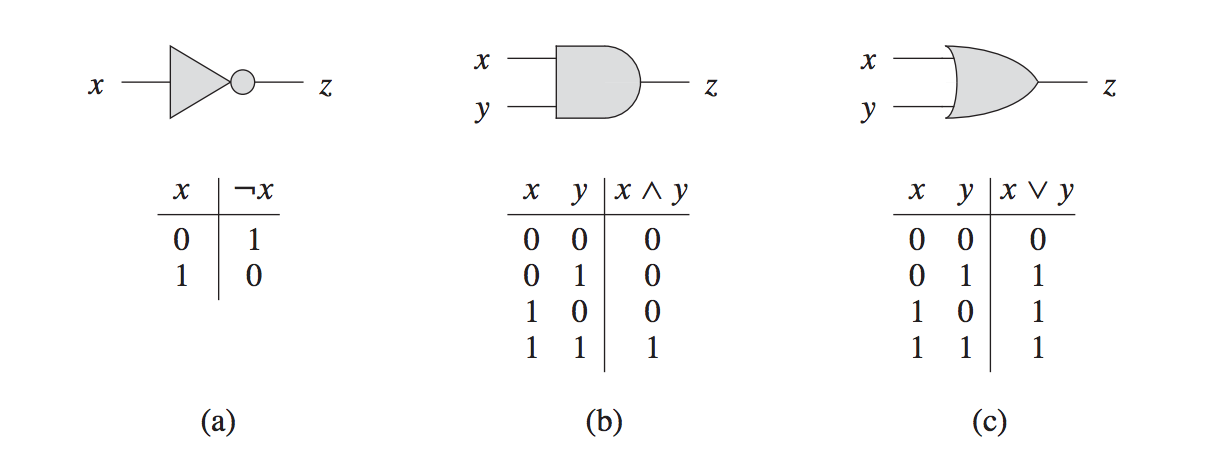 x z x y z x y z
x ¬x x y x ∧ y x y x ∨ y
0 1 0 0 0 0 0 0
1 0 0 1 0 0 1 1
1 0 0 1 0 1
1 1 1 1 1 1
(a) (b) (c)